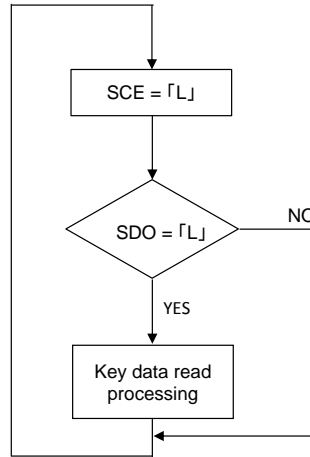 SCE = ｢L｣
SDO = ｢L｣
NO
YES
Key data read
processing